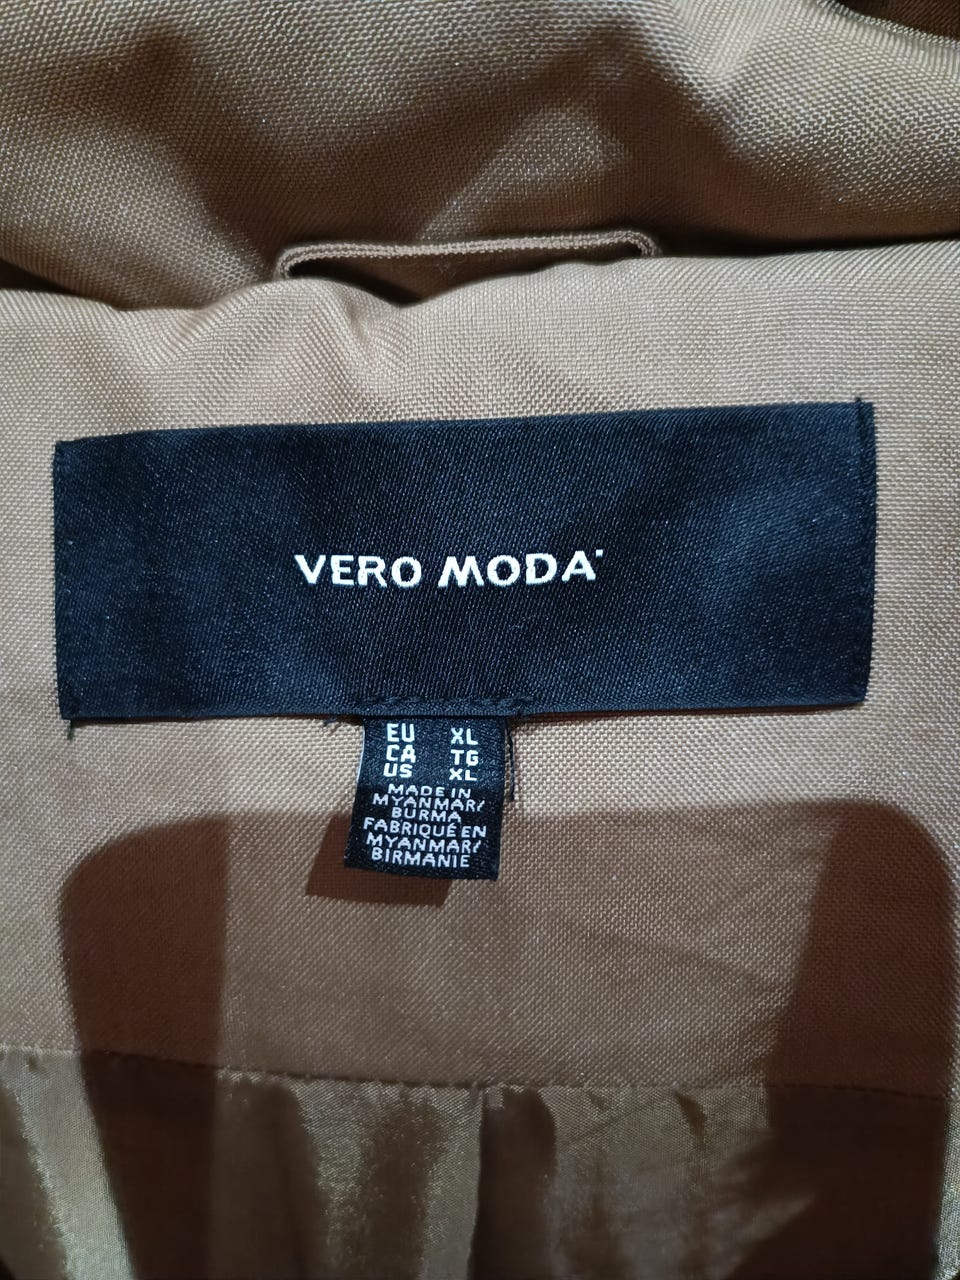 VERO MODA
EU XL
CA TG
US XL
MADE IN
MYANMAR/
BURMA
FABRIQUÉ EN
MYANMAR/
BIRMANIE